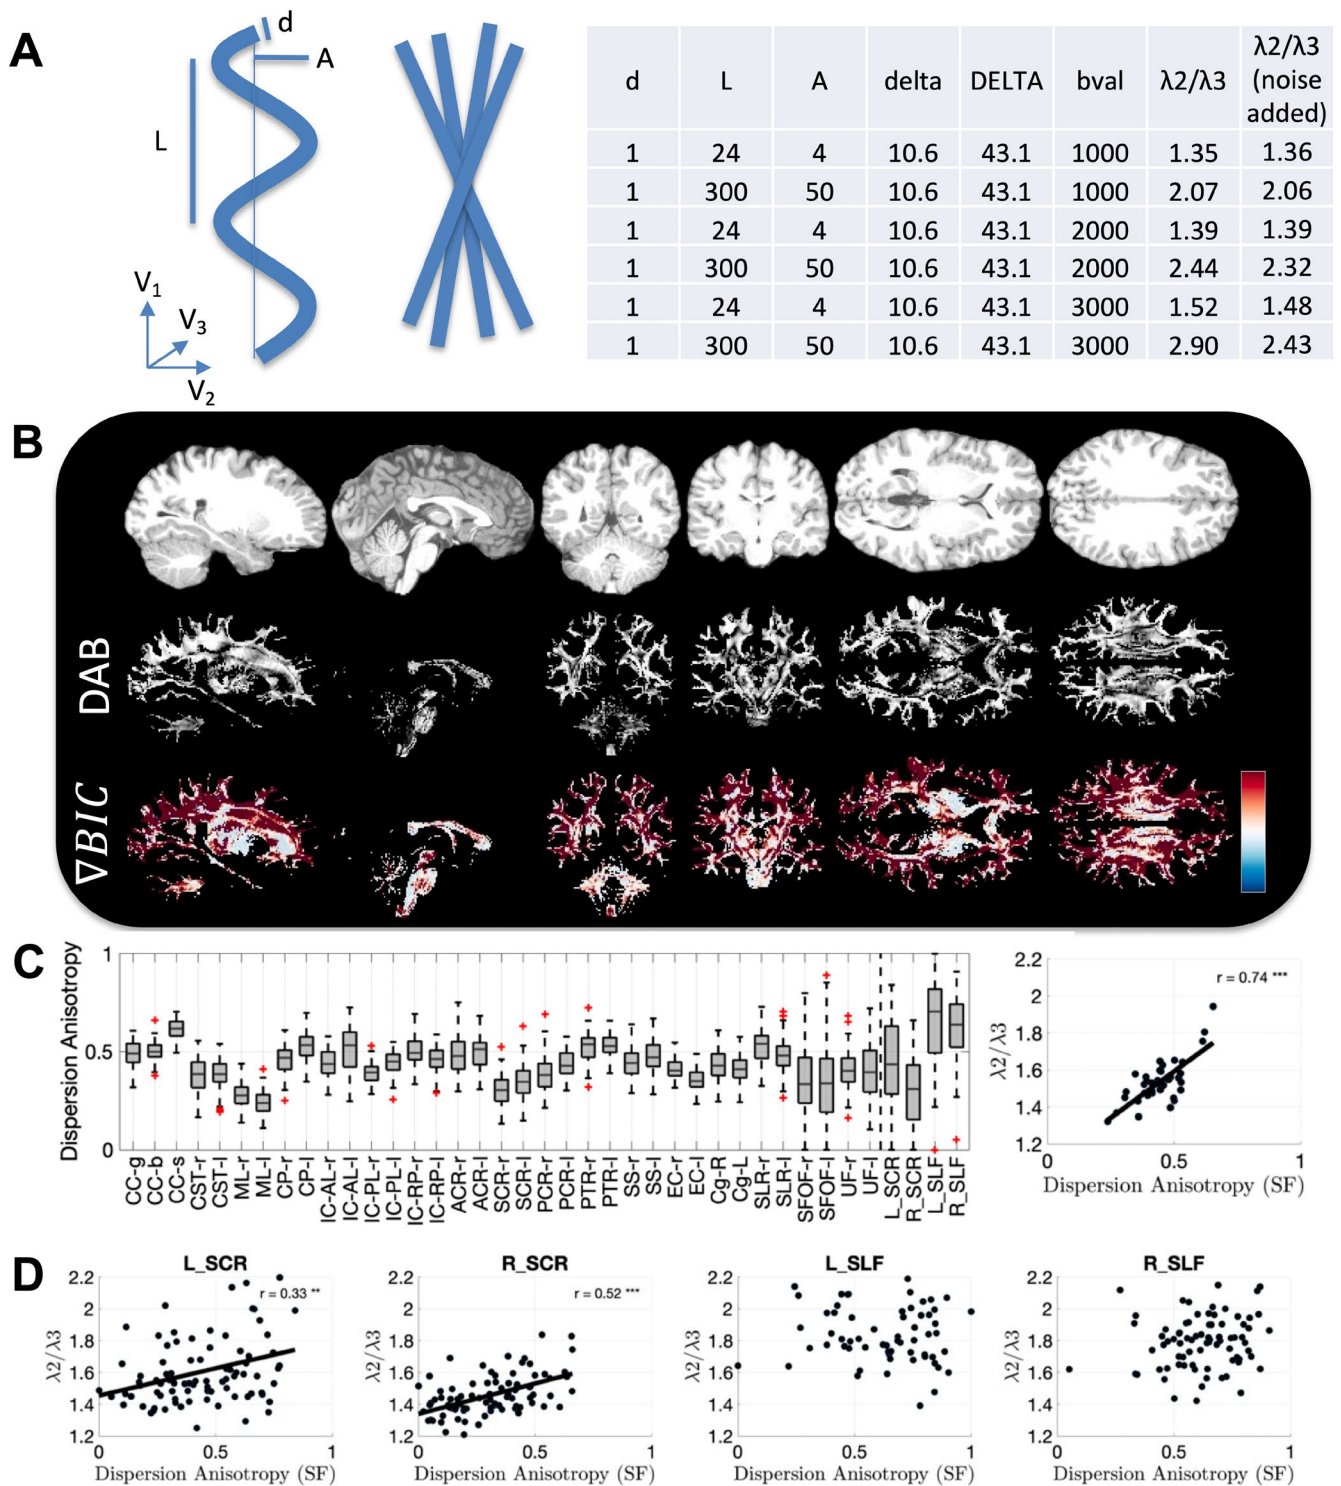 A
d
A
L
V1
V3
V2
d L A delta DELTA bval λ2/λ3 λ2/λ3 (noise added)
1 24 4 10.6 43.1 1000 1.35 1.36
1 300 50 10.6 43.1 1000 2.07 2.06
1 24 4 10.6 43.1 2000 1.39 1.39
1 300 50 10.6 43.1 2000 2.44 2.32
1 24 4 10.6 43.1 3000 1.52 1.48
1 300 50 10.6 43.1 3000 2.90 2.43
B
DAB
∇BIC
C
Dispersion Anisotropy
1
0.5
0
CC-g CC-b CC-s CST-r CST-l ML-r ML-l CP-r CP-l IC-AL-r IC-AL-l IC-PL-r IC-PL-l IC-RP-r IC-RP-l ACR-r ACR-l SCR-r SCR-l PCR-r PCR-l PTR-r PTR-l SS-r SS-l EC-r EC-l Cg-R Cg-L SLR-r SLR-l SFOF-r SFOF-l UF-r UF-l L_SCR R_SCR L_SLF R_SLF
r = 0.74 ***
λ2/λ3
2.2
2
1.8
1.6
1.4
1.2
0 0.5 1
Dispersion Anisotropy (SF)
D
L_SCR
r = 0.33 **
λ2/λ3
2.2
2
1.8
1.6
1.4
1.2
0 0.5 1
Dispersion Anisotropy (SF)
R_SCR
r = 0.52 ***
λ2/λ3
2.2
2
1.8
1.6
1.4
1.2
0 0.5 1
Dispersion Anisotropy (SF)
L_SLF
λ2/λ3
2.2
2
1.8
1.6
1.4
1.2
0 0.5 1
Dispersion Anisotropy (SF)
R_SLF
λ2/λ3
2.2
2
1.8
1.6
1.4
1.2
0 0.5 1
Dispersion Anisotropy (SF)